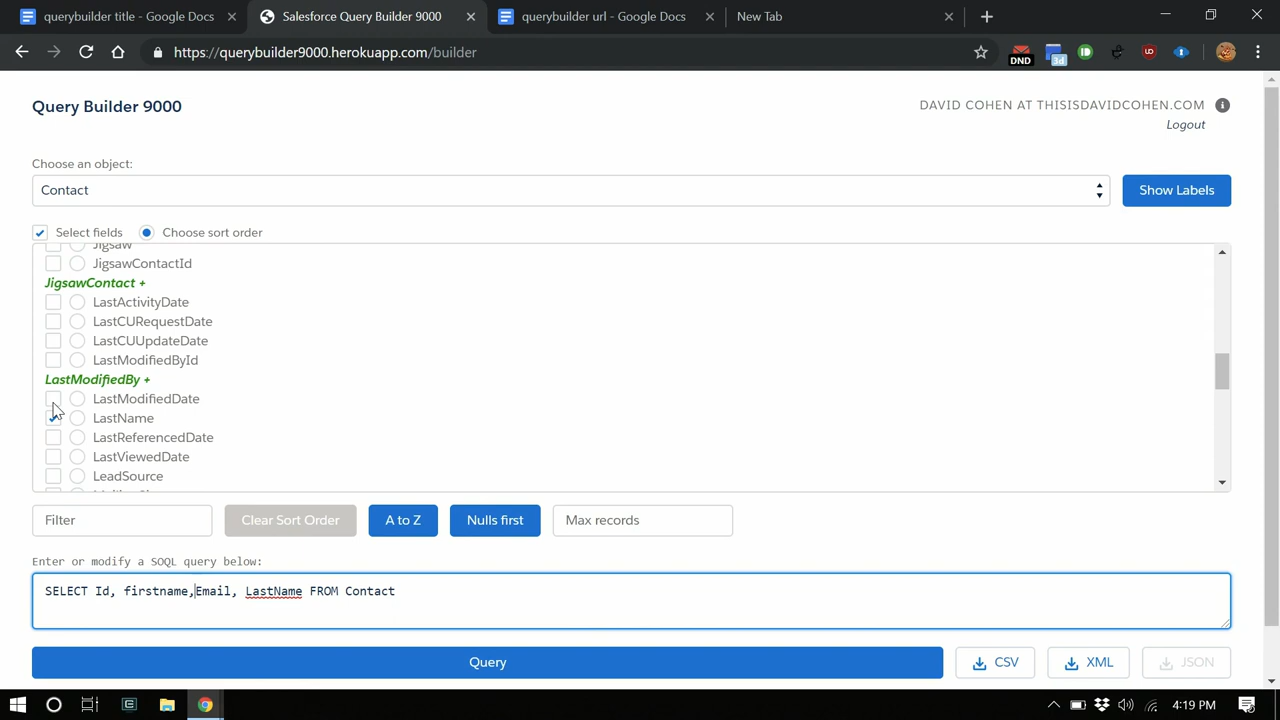 querybuilder title - Google Docs
Salesforce Query Builder 9000
querybuilder url - Google Docs
New Tab
https://querybuilder9000.herokuapp.com/builder
DND
3d
UD
Query Builder 9000
DAVID COHEN AT THISISDAVIDCOHEN.COM
Logout
Choose an object:
Contact
Show Labels
Select fields
Choose sort order
Jigsaw
JigsawContactId
JigsawContact +
LastActivityDate
LastCURequestDate
LastCUUpdateDate
LastModifiedById
LastModifiedBy +
LastModifiedDate
LastName
LastReferencedDate
LastViewedDate
LeadSource
Filter
Clear Sort Order
A to Z
Nulls first
Max records
Enter or modify a SOQL query below:
SELECT Id, firstname,Email, LastName FROM Contact
Query
CSV
XML
JSON
4:19 PM